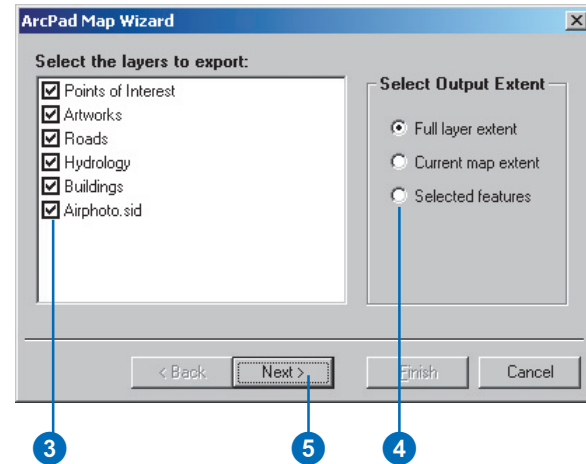 ArcPad Map Wizard
Select the layers to export:
Points of Interest
Artworks
Roads
Hydrology
Buildings
Airphoto.sid
Select Output Extent
Full layer extent
Current map extent
Selected features
< Back
Next >
Finish
Cancel
3
5
4